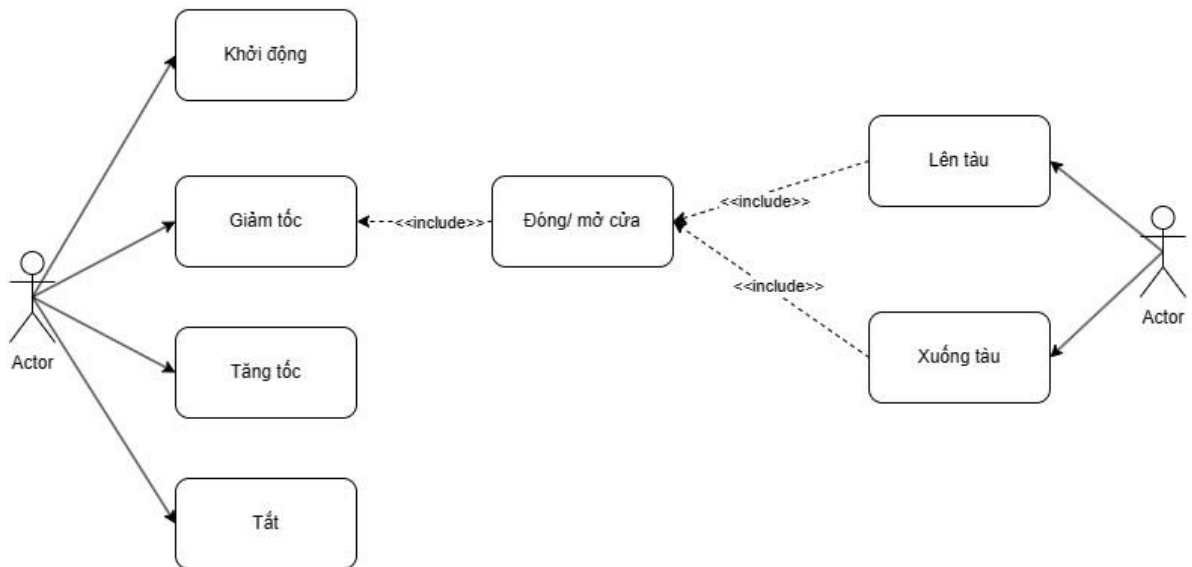 Khởi động
Lên tàu
Giảm tốc
<<include>>
Đóng/ mở cửa
<<include>>
<<include>>
Actor
Actor
Tăng tốc
Xuống tàu
Tắt